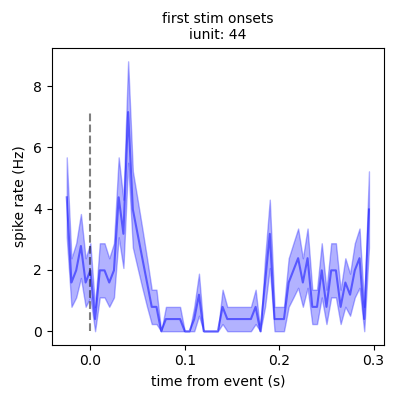 first stim onsets
iunit: 44
8
6
4
2
0
spike rate (Hz)
0.0 0.1 0.2 0.3
time from event (s)